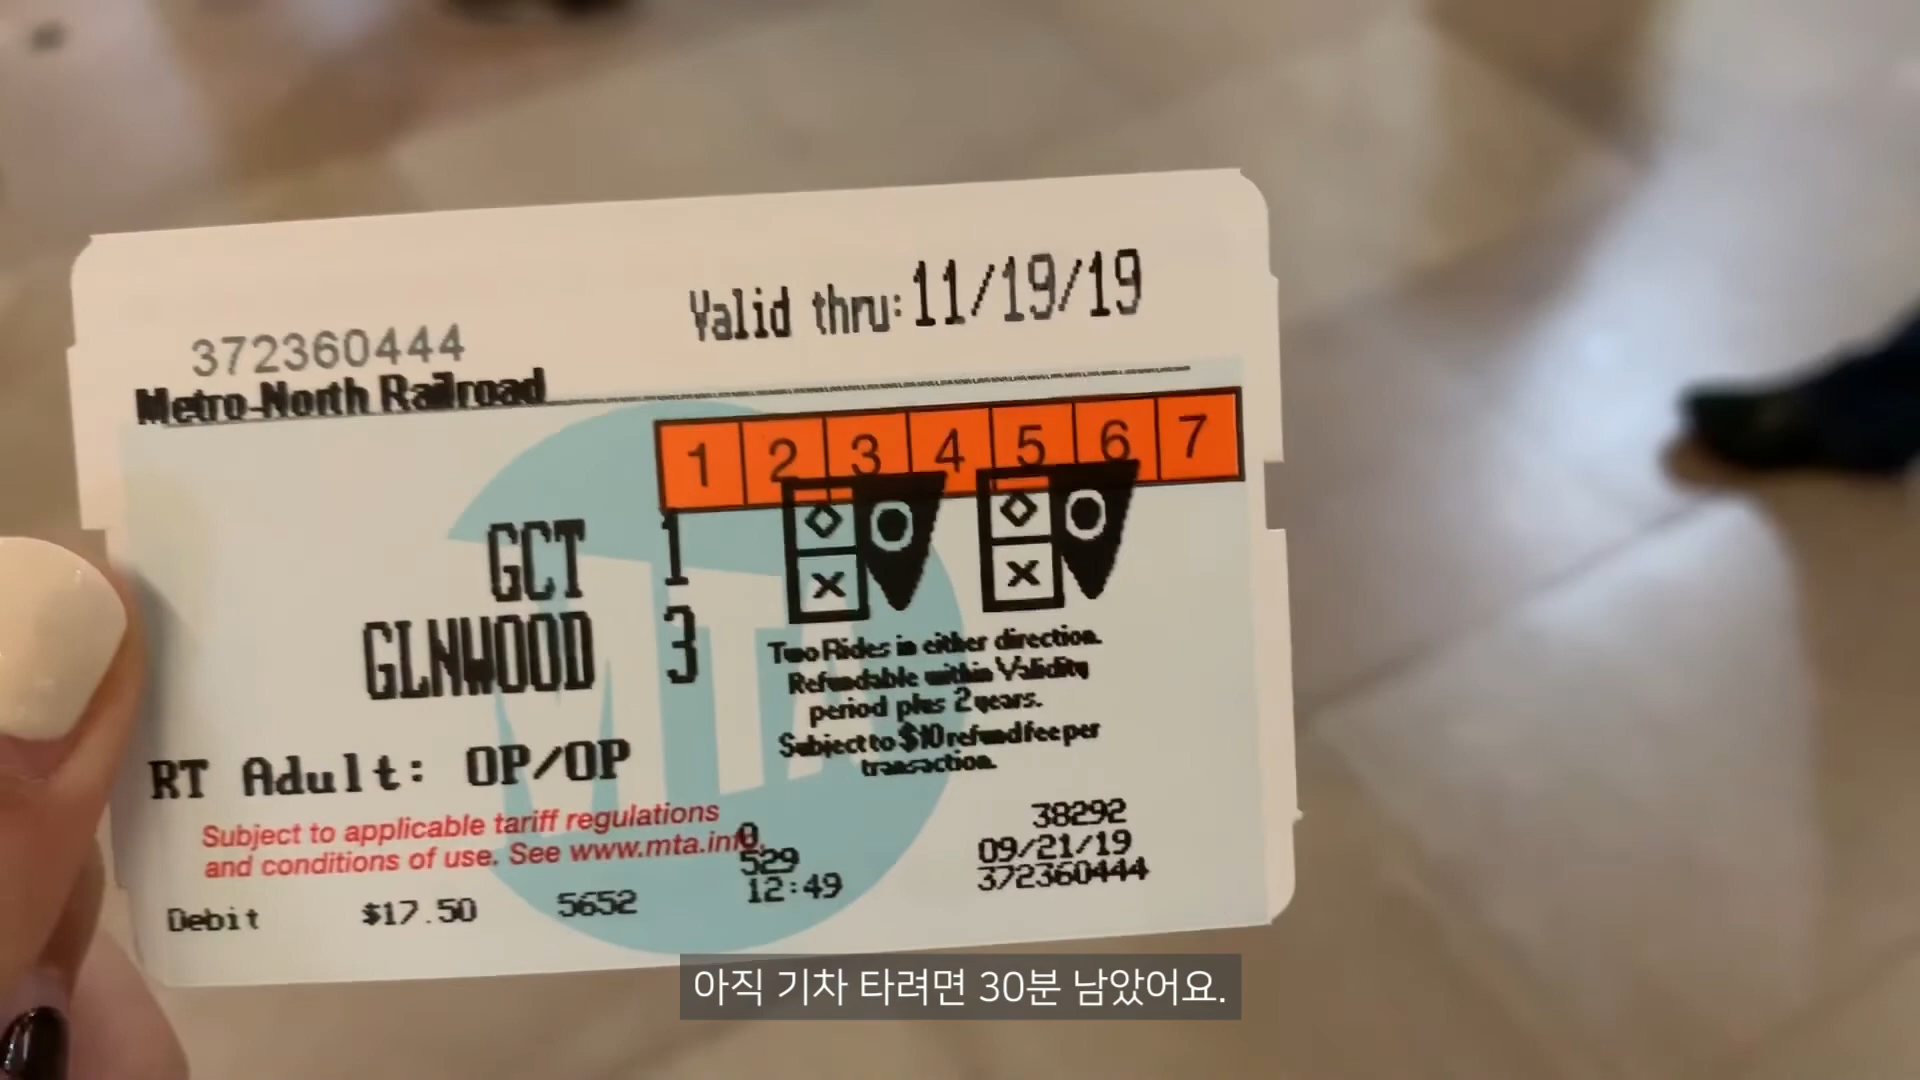 Valid thru: 11/19/19
372360444
Metro-North Railroad
1 2 3 4 5 6 7
GCT 1
GLNWOOD 3
Two Rides in either direction.
Refundable within Validity
period plus 2 years.
Subject to $10 refund fee per
transaction.
RT Adult: OP/OP
Subject to applicable tariff regulations
and conditions of use. See www.mta.info.
0
529
12:49
38292
09/21/19
372360444
Debit $17.50 5652
MTA
아직 기차 타려면 30분 남았어요.